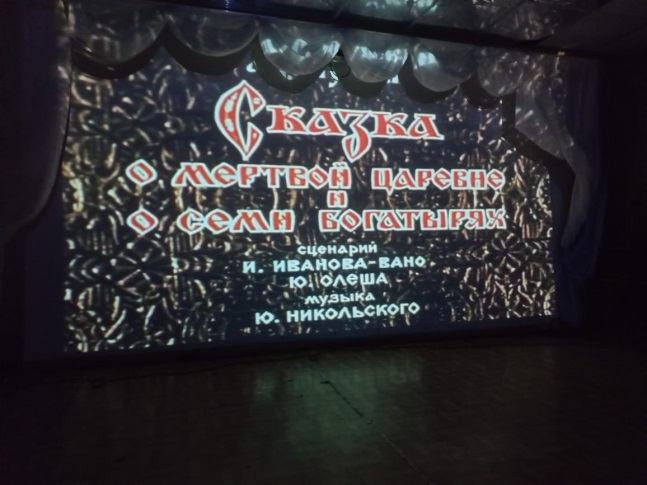 Сказка
о мертвой царевне
и
о семи богатырях
сценарий
И. ИВАНОВА-ВАНО
Ю. ОЛЕША
музыка
Ю. НИКОЛЬСКОГО